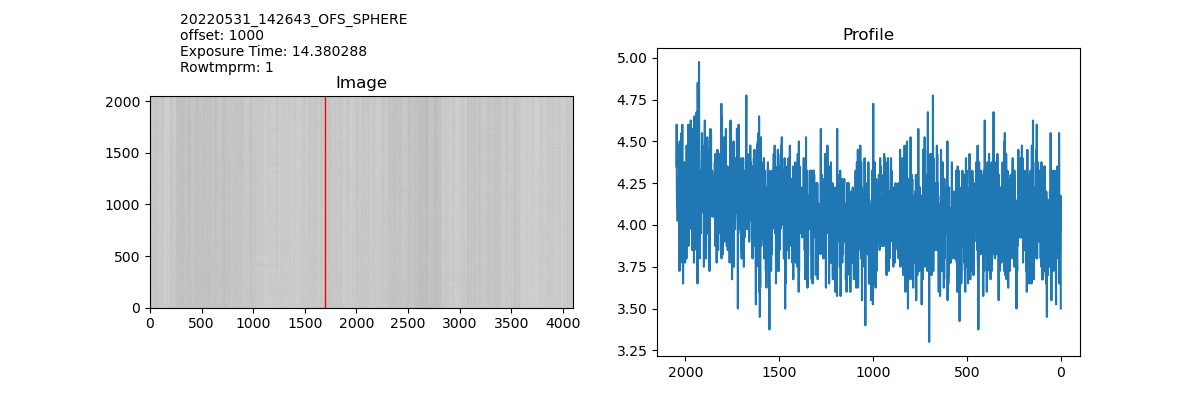 20220531_142643_OFS_SPHERE
offset: 1000
Exposure Time: 14.380288
Rowtmprm: 1
Image
2000
1500
1000
500
0
0 500 1000 1500 2000 2500 3000 3500 4000
Profile
5.00
4.75
4.50
4.25
4.00
3.75
3.50
3.25
2000 1500 1000 500 0